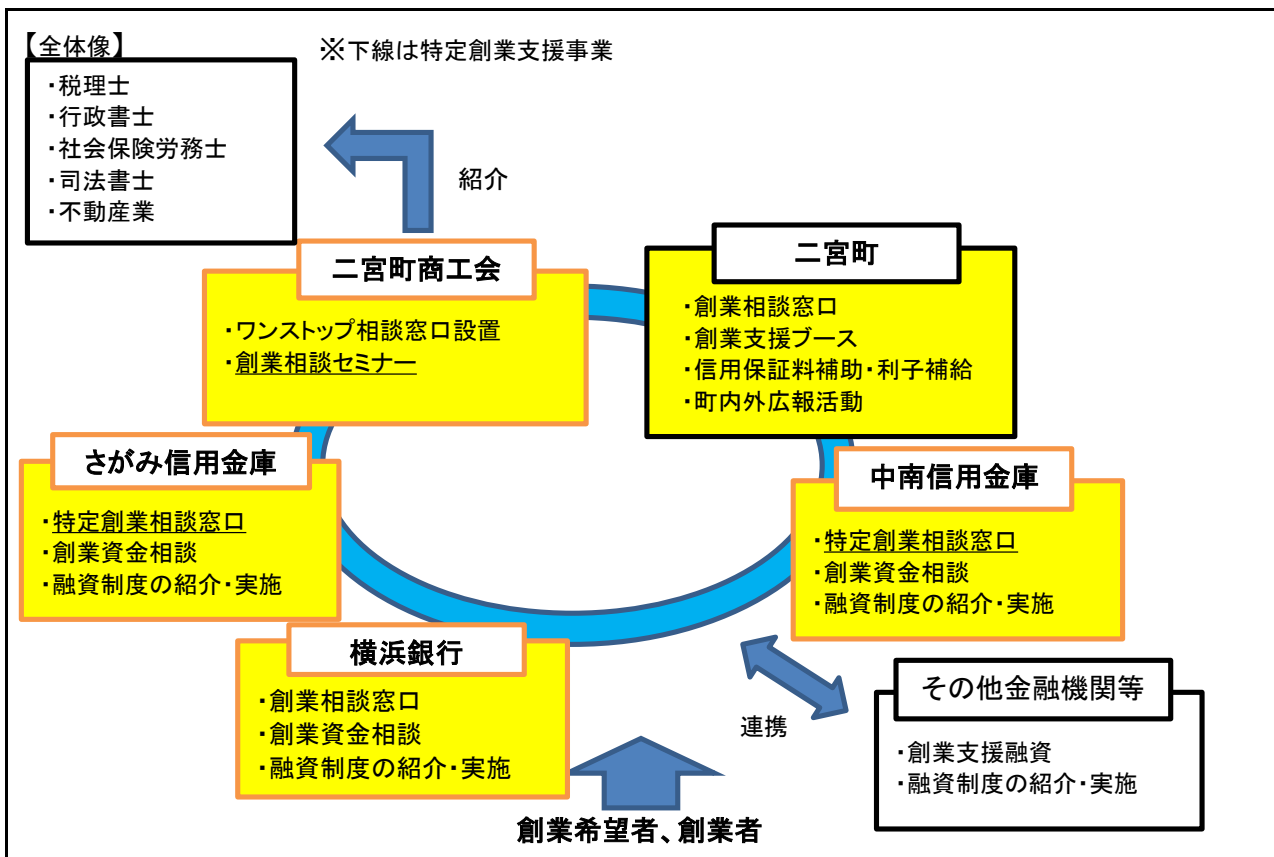 【全体像】
※下線は特定創業支援事業
・税理士
・行政書士
・社会保険労務士
・司法書士
・不動産業
紹介
二宮町商工会
・ワンストップ相談窓口設置
・創業相談セミナー
二宮町
・創業相談窓口
・創業支援ブース
・信用保証料補助・利子補給
・町内外広報活動
さがみ信用金庫
・特定創業相談窓口
・創業資金相談
・融資制度の紹介・実施
中南信用金庫
・特定創業相談窓口
・創業資金相談
・融資制度の紹介・実施
横浜銀行
・創業相談窓口
・創業資金相談
・融資制度の紹介・実施
連携
その他金融機関等
・創業支援融資
・融資制度の紹介・実施
創業希望者、創業者